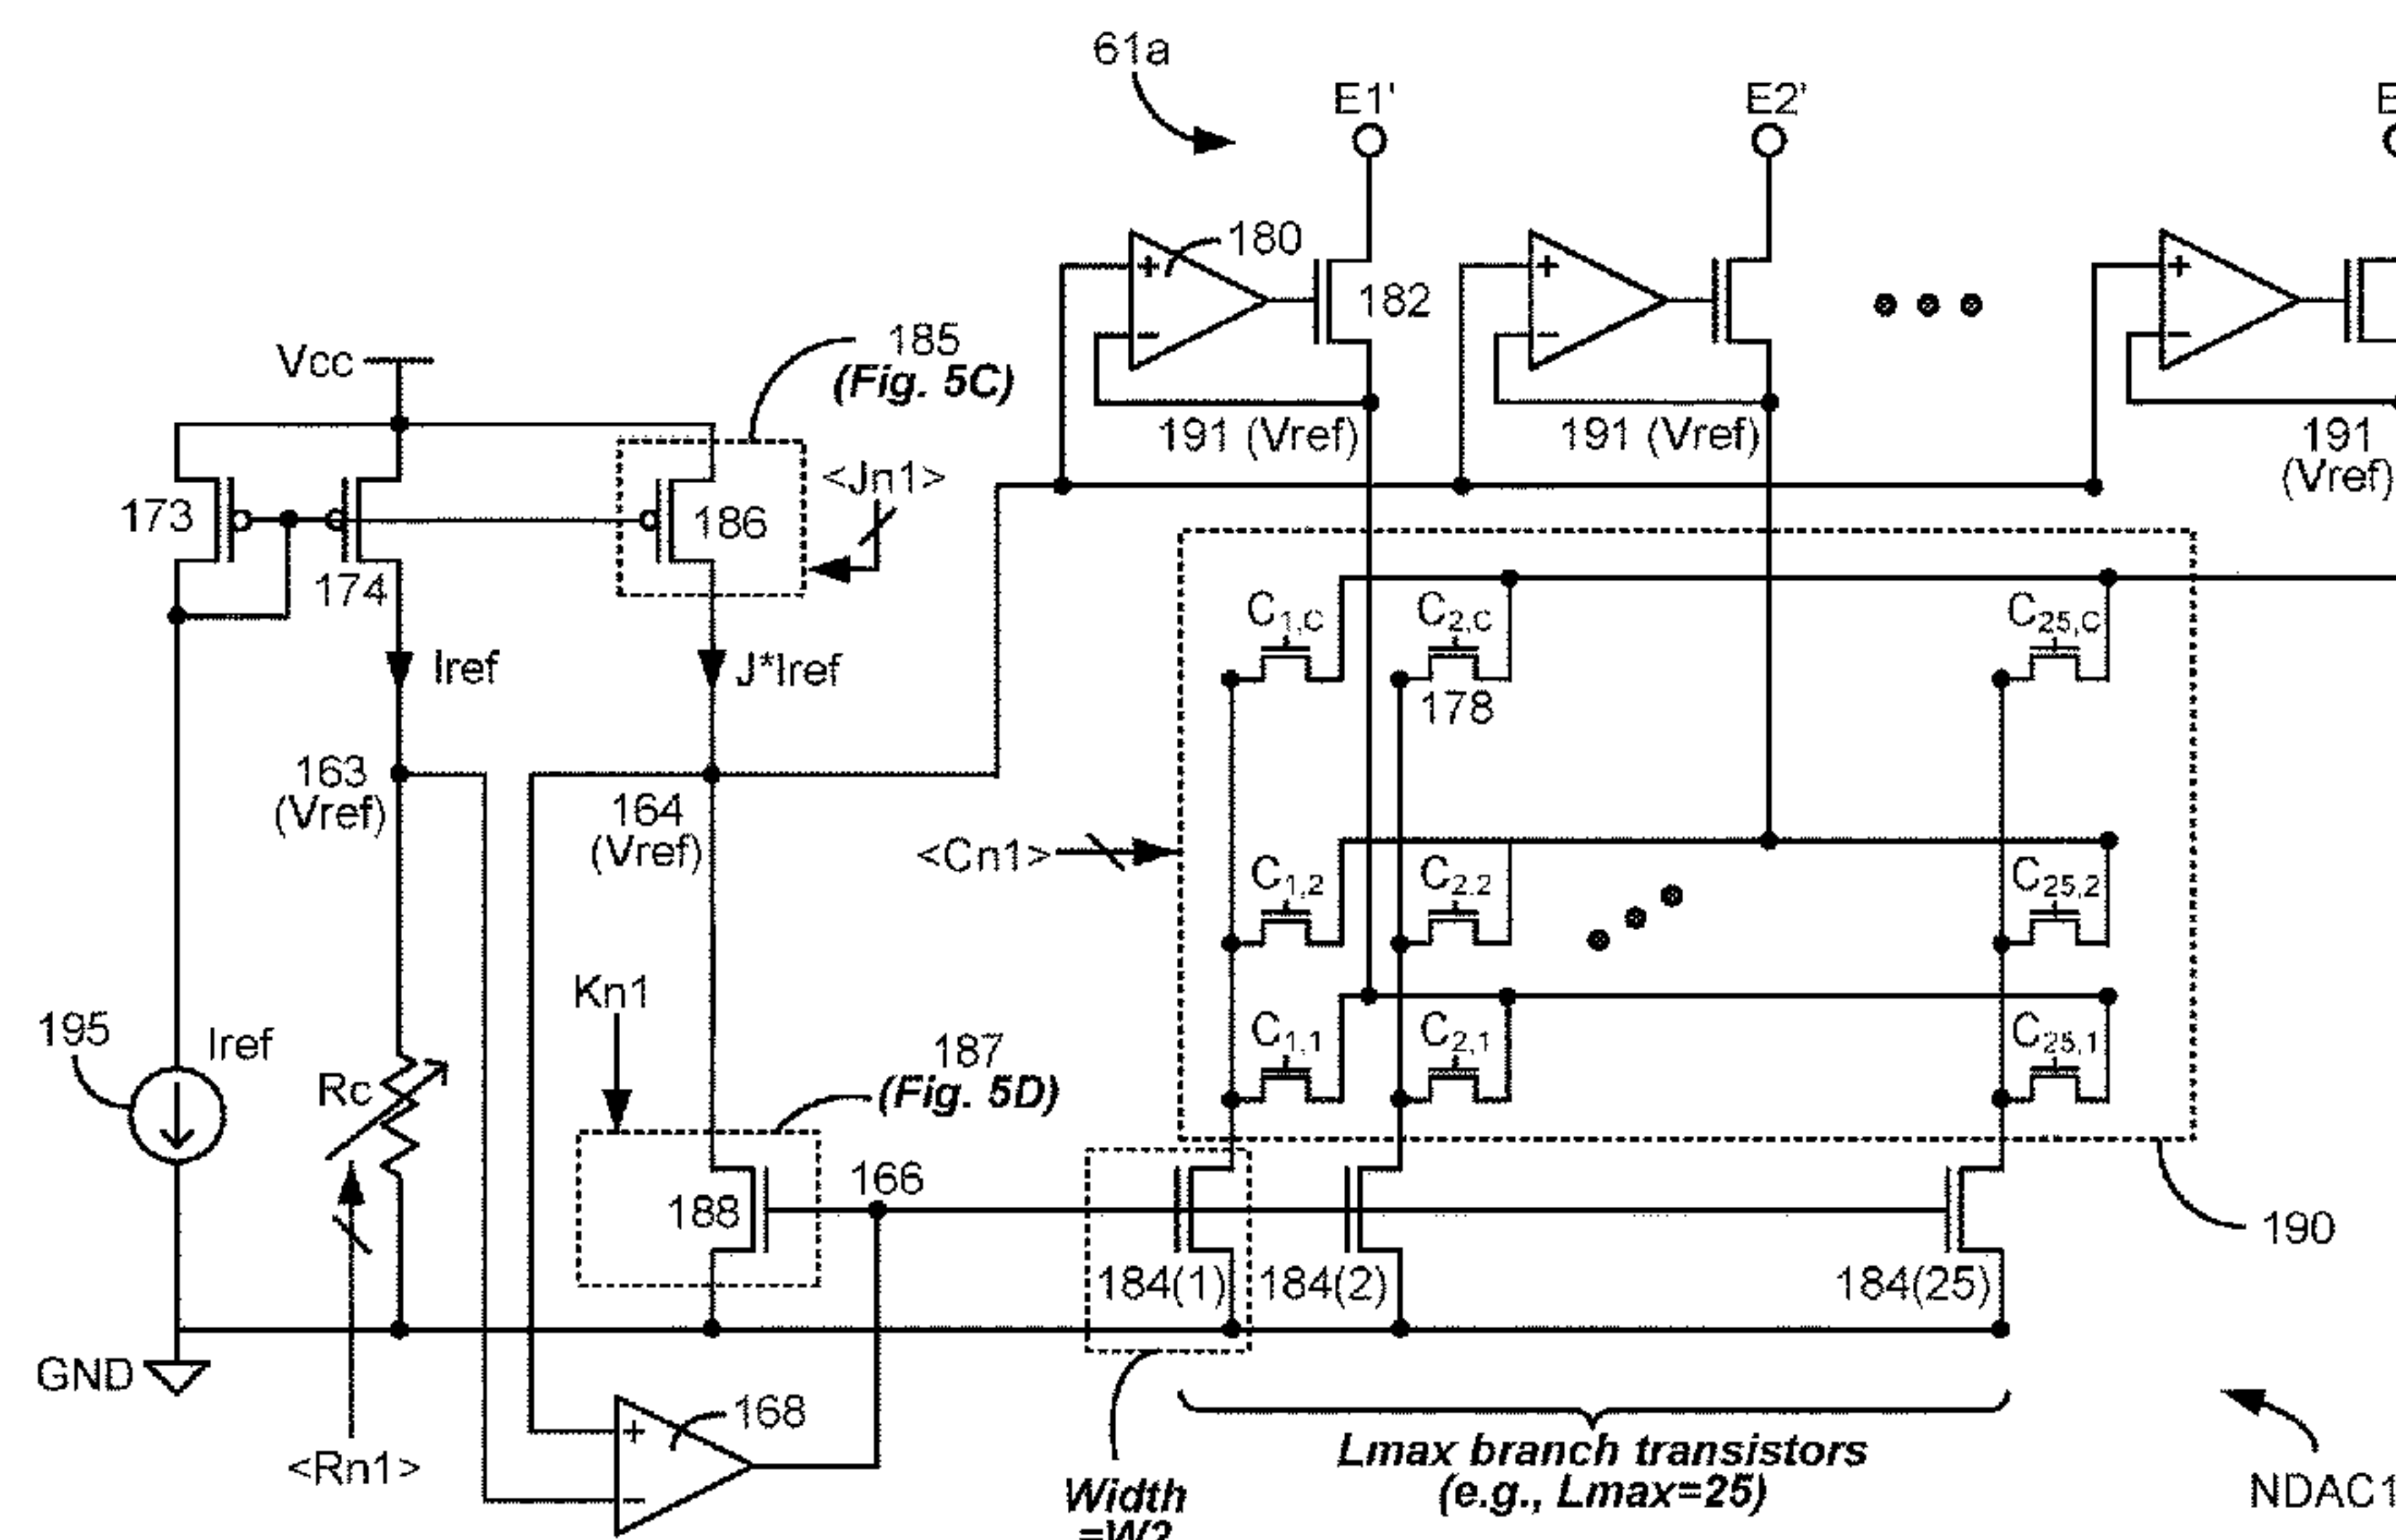 61a
E1'
E2'
E
+
180
182
−
+
−
+
−
191 (Vref)
191 (Vref)
191
(Vref)
Vcc
185
(Fig. 5C)
<Jn1>
173
174
186
Iref
J*Iref
163
(Vref)
164
(Vref)
C1,C
C2,C
C25,C
178
<Cn1>
C1,2
C2,2
C25,2
C1,1
C2,1
C25,1
Kn1
195
Iref
Rc
187
(Fig. 5D)
188
166
184(1)
184(2)
184(25)
190
GND
<Rn1>
+
168
−
Width
=W2
Lmax branch transistors
(e.g., Lmax=25)
NDAC1